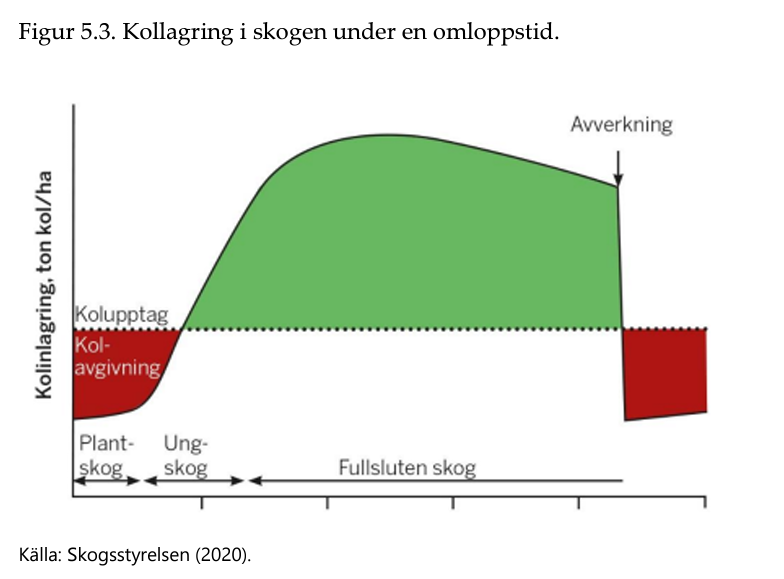 Figur 5.3. Kollagring i skogen under en omloppstid.
Avverkning
Kolinlagring, ton kol/ha
Kolupptag
Kol-
avgivning
Plant-
skog
Ung-
skog
Fullsluten skog
Källa: Skogsstyrelsen (2020).